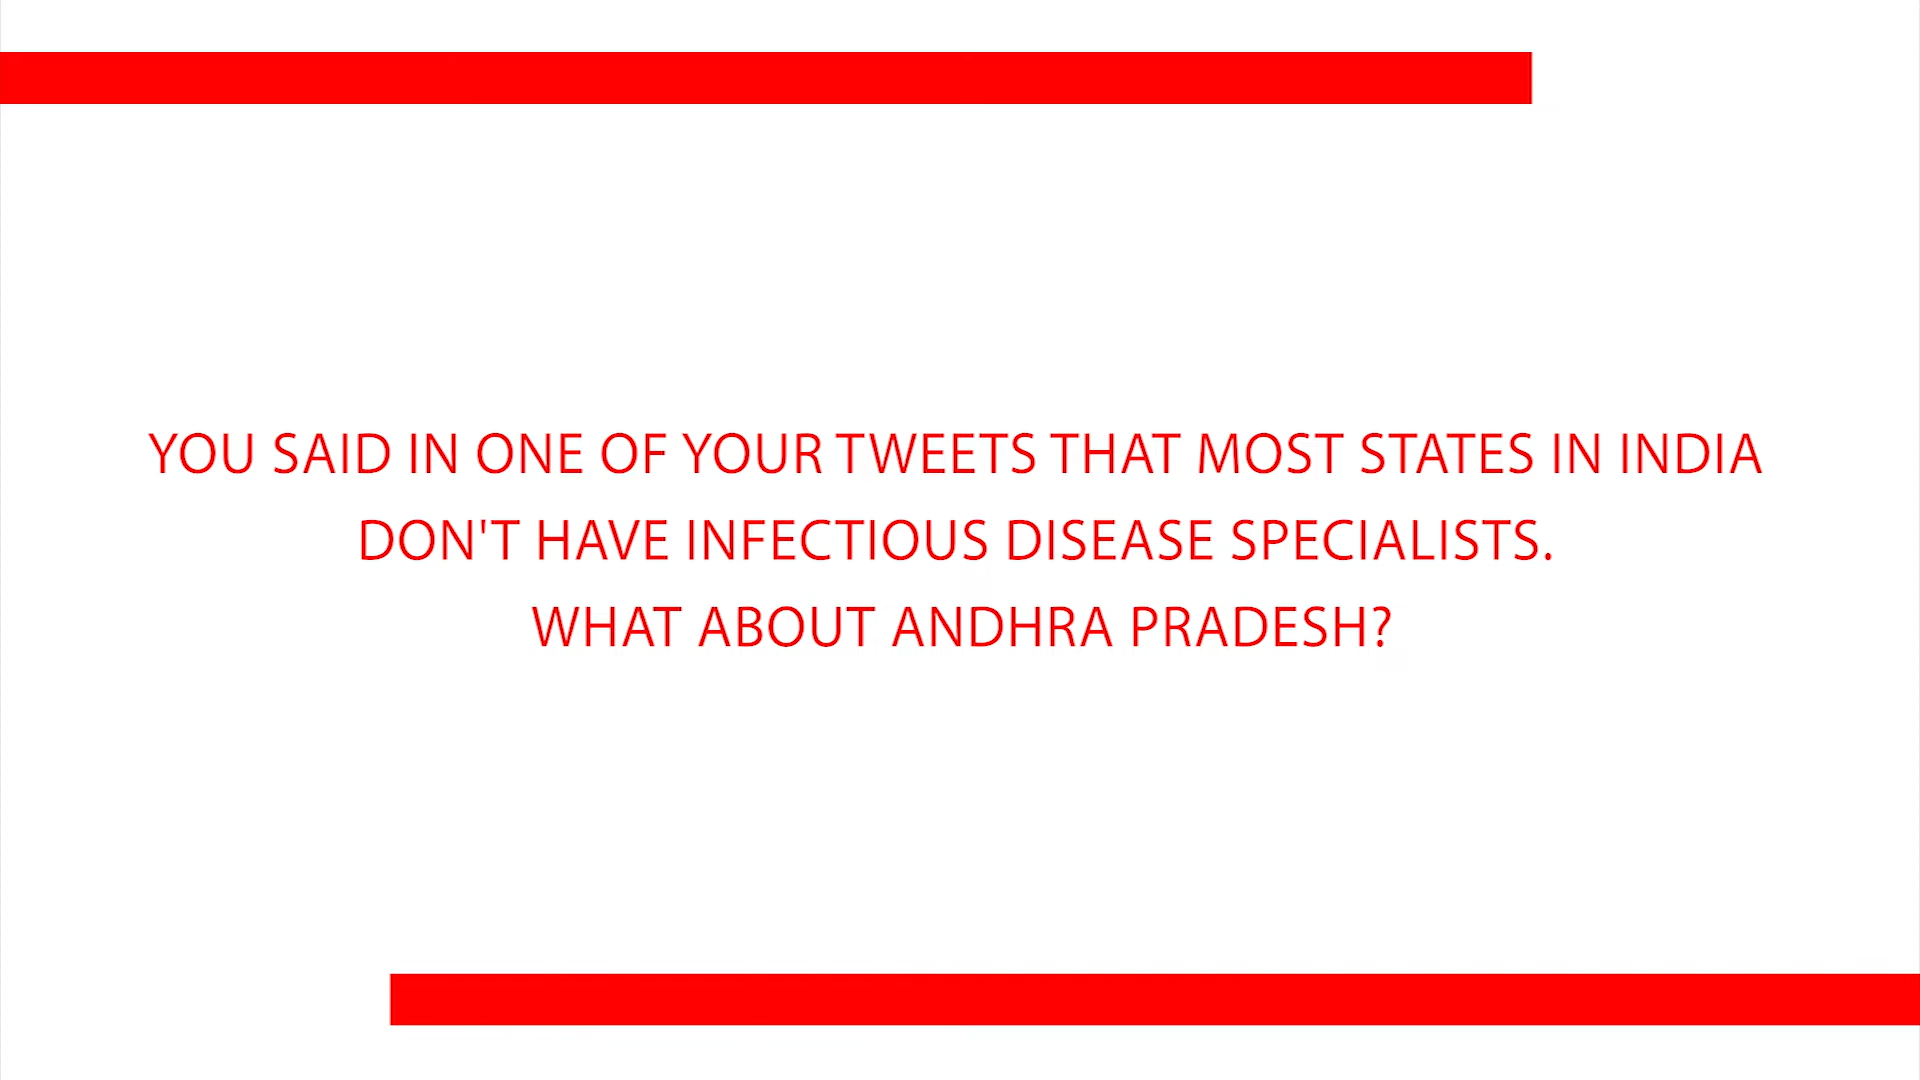 YOU SAID IN ONE OF YOUR TWEETS THAT MOST STATES IN INDIA
DON'T HAVE INFECTIOUS DISEASE SPECIALISTS.
WHAT ABOUT ANDHRA PRADESH?